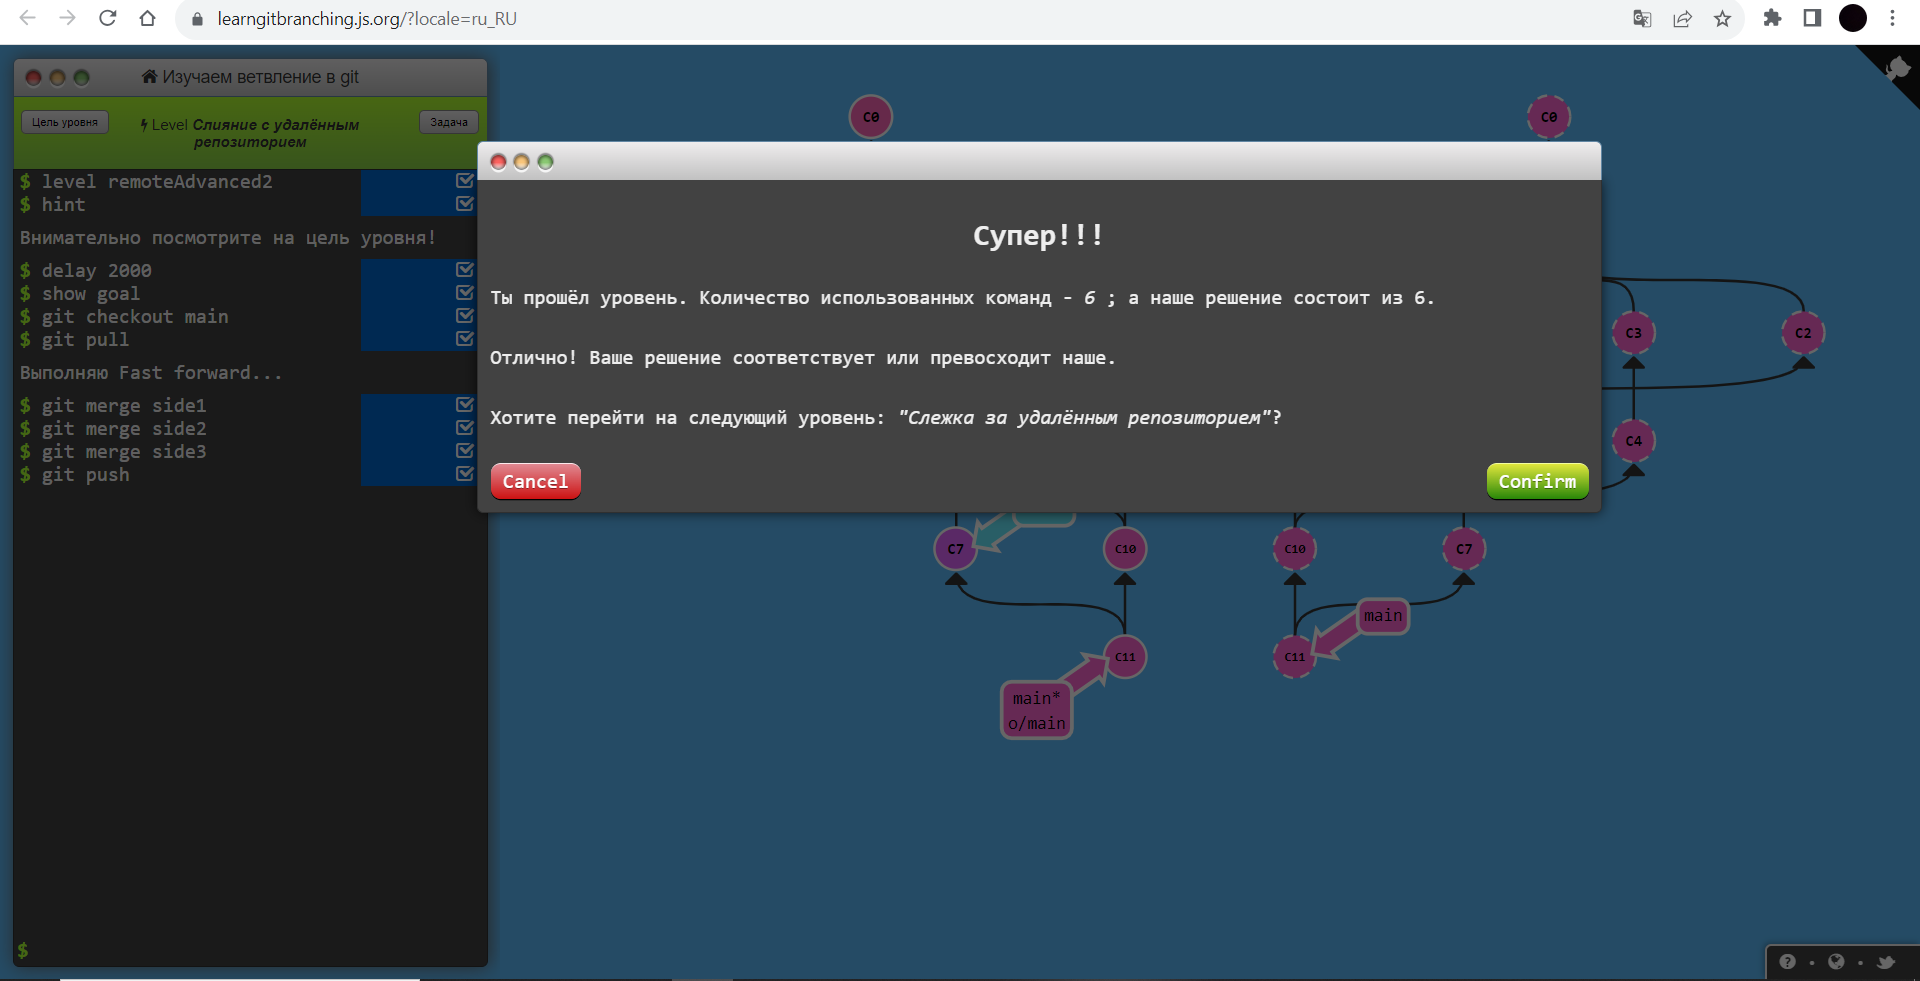 learngitbranching.js.org/?locale=ru_RU
Изучаем ветвление в git
Цель уровня
Level Слияние с удалённым
репозиторием
Задача
$ level remoteAdvanced2
$ hint
Внимательно посмотрите на цель уровня!
$ delay 2000
$ show goal
$ git checkout main
$ git pull
Выполняю Fast forward...
$ git merge side1
$ git merge side2
$ git merge side3
$ git push
$
C0
C0
Супер!!!
Ты прошёл уровень. Количество использованных команд - 6 ; а наше решение состоит из 6.
Отлично! Ваше решение соответствует или превосходит наше.
Хотите перейти на следующий уровень: "Слежка за удалённым репозиторием"?
Cancel
Confirm
C3
C2
C4
C7
C10
C10
C7
main
C11
C11
main*
o/main